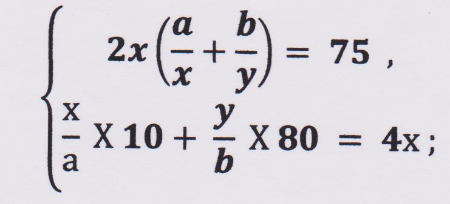 2x(a/x + b/y) = 75 ,
x/a X 10 + y/b X 80 = 4x ;